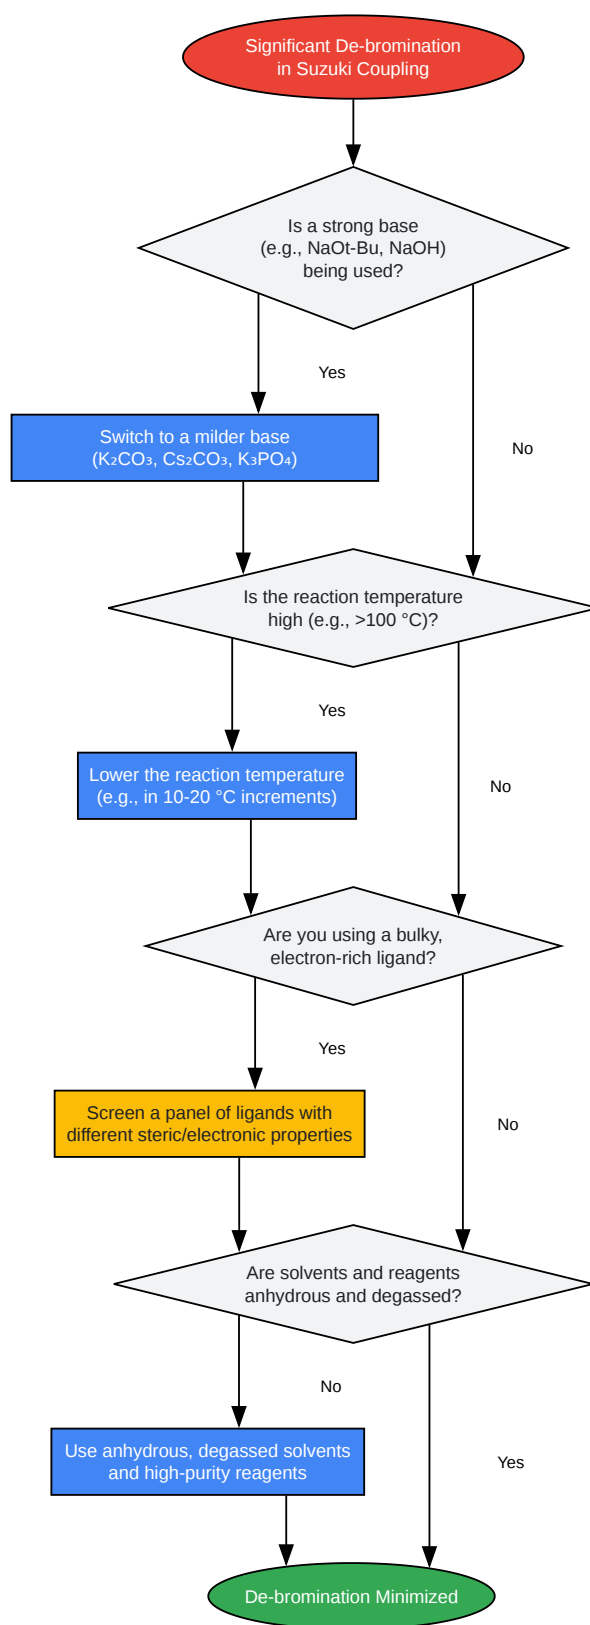 Significant De-bromination
in Suzuki Coupling
Is a strong base
(e.g., NaOt-Bu, NaOH)
being used?
Yes
Switch to a milder base
(K₂CO₃, Cs₂CO₃, K₃PO₄)
No
Is the reaction temperature
high (e.g., >100 °C)?
Yes
Lower the reaction temperature
(e.g., in 10-20 °C increments)
No
Are you using a bulky,
electron-rich ligand?
Yes
Screen a panel of ligands with
different steric/electronic properties
No
Are solvents and reagents
anhydrous and degassed?
No
Use anhydrous, degassed solvents
and high-purity reagents
Yes
De-bromination Minimized